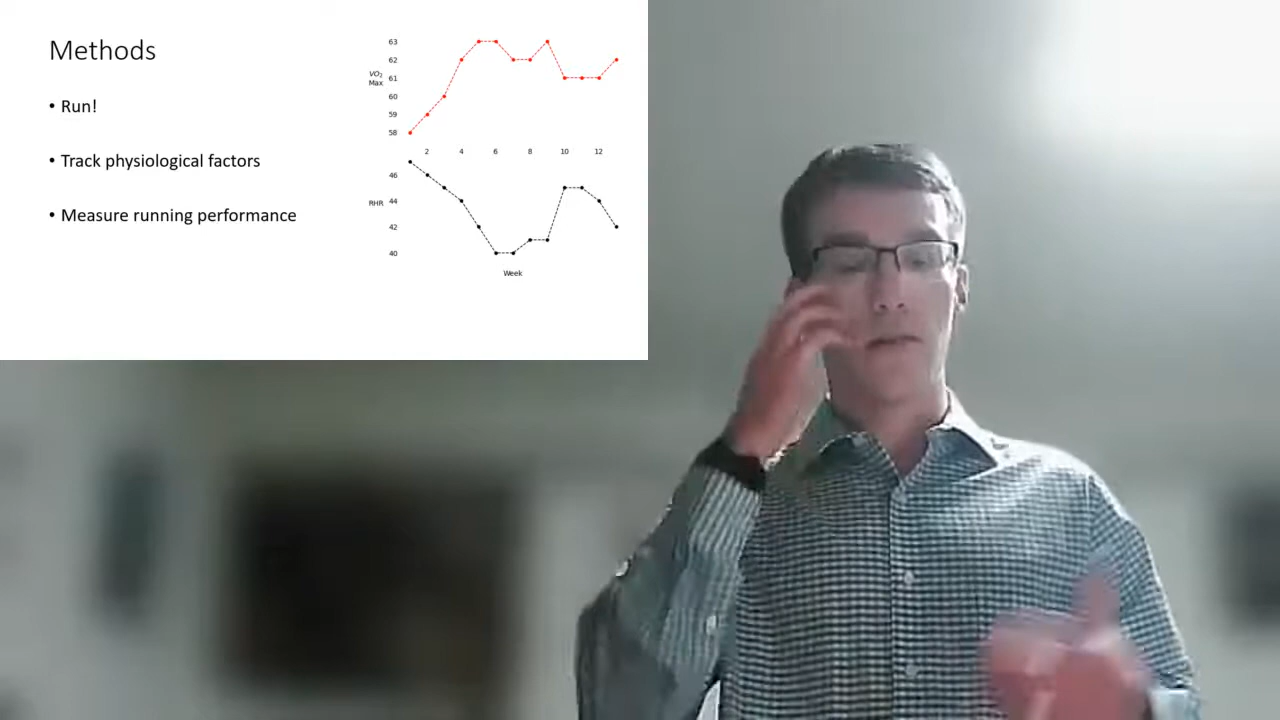 Methods
• Run!
• Track physiological factors
• Measure running performance
63
62
61
60
59
58
VO2
Max
2 4 6 8 10 12
46
44
42
40
RHR
Week